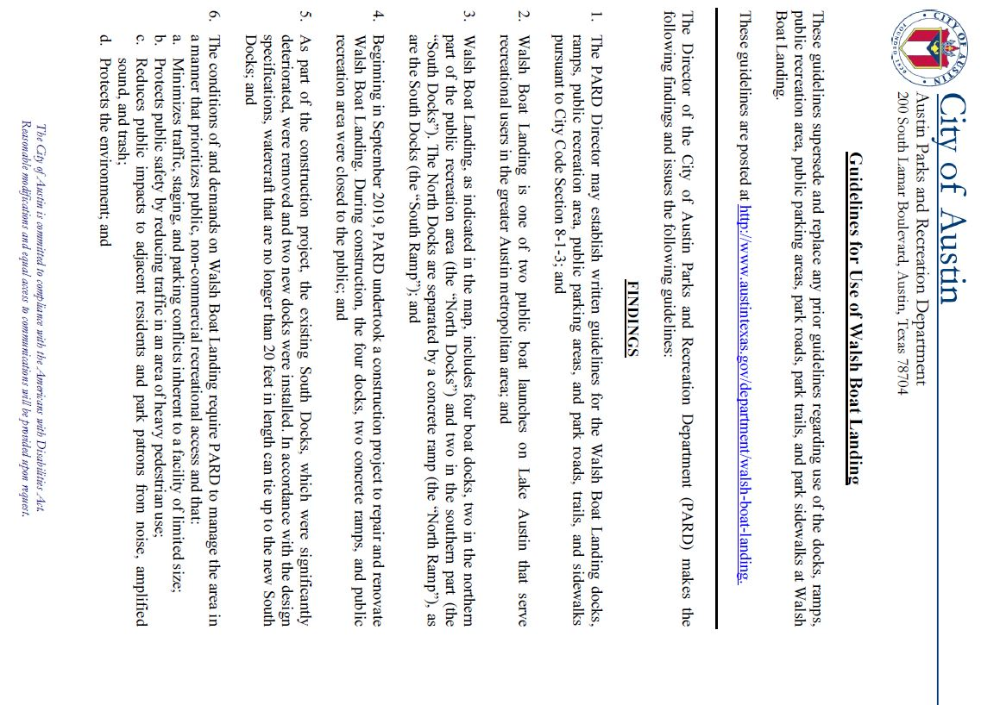 CITY OF AUSTIN
FOUNDED 1839
City of Austin
Austin Parks and Recreation Department
200 South Lamar Boulevard, Austin, Texas 78704
Guidelines for Use of Walsh Boat Landing
These guidelines supersede and replace any prior guidelines regarding use of the docks, ramps,
public recreation area, public parking areas, park roads, park trails, and park sidewalks at Walsh
Boat Landing.
These guidelines are posted at http://www.austintexas.gov/department/walsh-boat-landing.
The Director of the City of Austin Parks and Recreation Department (PARD) makes the
following findings and issues the following guidelines:
FINDINGS
1. The PARD Director may establish written guidelines for the Walsh Boat Landing docks,
ramps, public recreation area, public parking areas, and park roads, trails, and sidewalks
pursuant to City Code Section 8-1-3; and
2. Walsh Boat Landing is one of two public boat launches on Lake Austin that serve
recreational users in the greater Austin metropolitan area; and
3. Walsh Boat Landing, as indicated in the map, includes four boat docks, two in the northern
part of the public recreation area (the “North Docks”) and two in the southern part (the
“South Docks”). The North Docks are separated by a concrete ramp (the “North Ramp”), as
are the South Docks (the “South Ramp”); and
4. Beginning in September 2019, PARD undertook a construction project to repair and renovate
Walsh Boat Landing. During construction, the four docks, two concrete ramps, and public
recreation area were closed to the public; and
5. As part of the construction project, the existing South Docks, which were significantly
deteriorated, were removed and two new docks were installed. In accordance with the design
specifications, watercraft that are no longer than 20 feet in length can tie up to the new South
Docks; and
6. The conditions of and demands on Walsh Boat Landing require PARD to manage the area in
a manner that prioritizes public, non-commercial recreational access and that:
a. Minimizes traffic, staging, and parking conflicts inherent to a facility of limited size;
b. Protects public safety by reducing traffic in an area of heavy pedestrian use;
c. Reduces public impacts to adjacent residents and park patrons from noise, amplified
sound, and trash;
d. Protects the environment; and
The City of Austin is committed to compliance with the Americans with Disabilities Act.
Reasonable modifications and equal access to communications will be provided upon request.